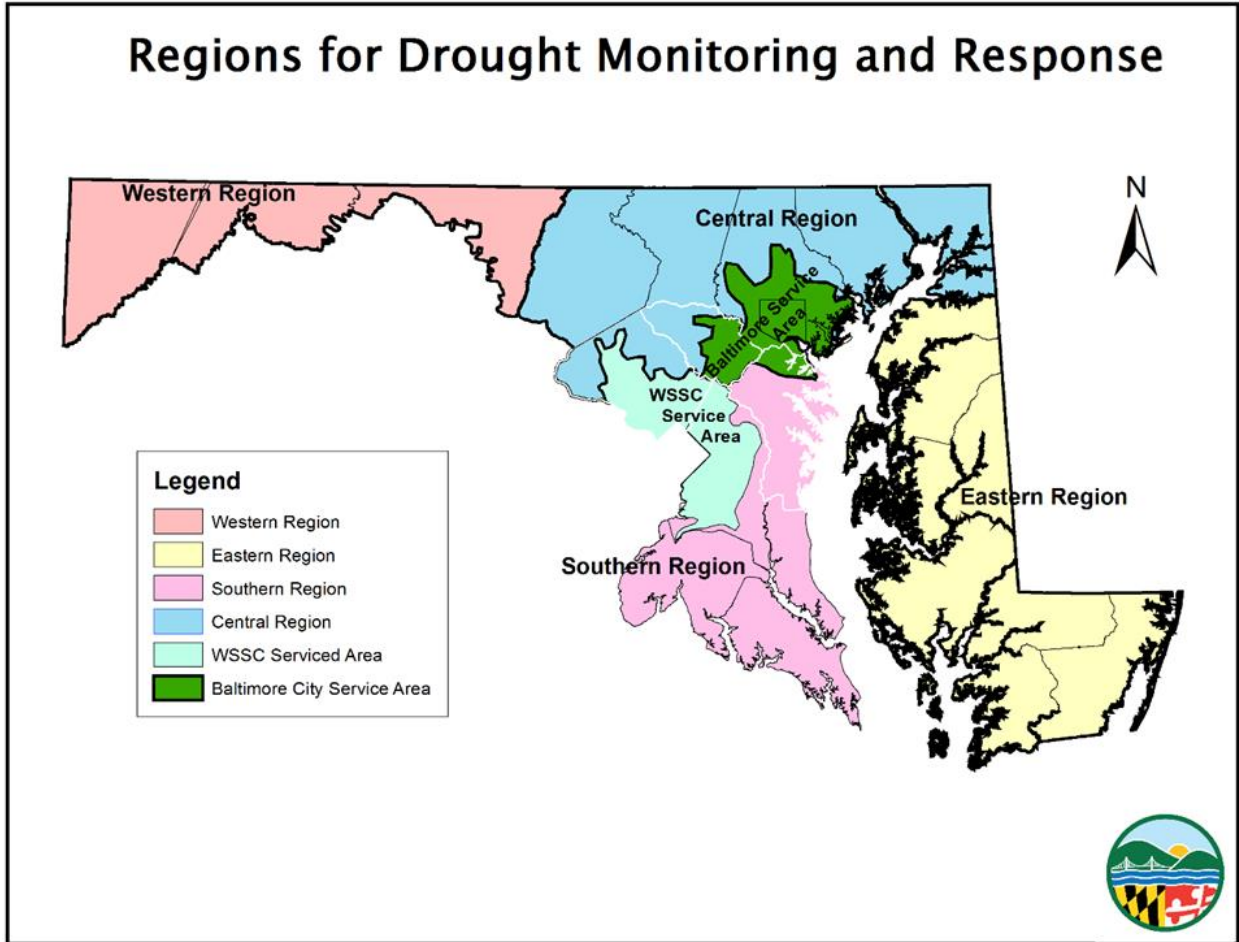 Regions for Drought Monitoring and Response
Western Region
Central Region
N
Baltimore Service
Area
WSSC
Service
Area
Eastern Region
Southern Region
Legend
Western Region
Eastern Region
Southern Region
Central Region
WSSC Serviced Area
Baltimore City Service Area